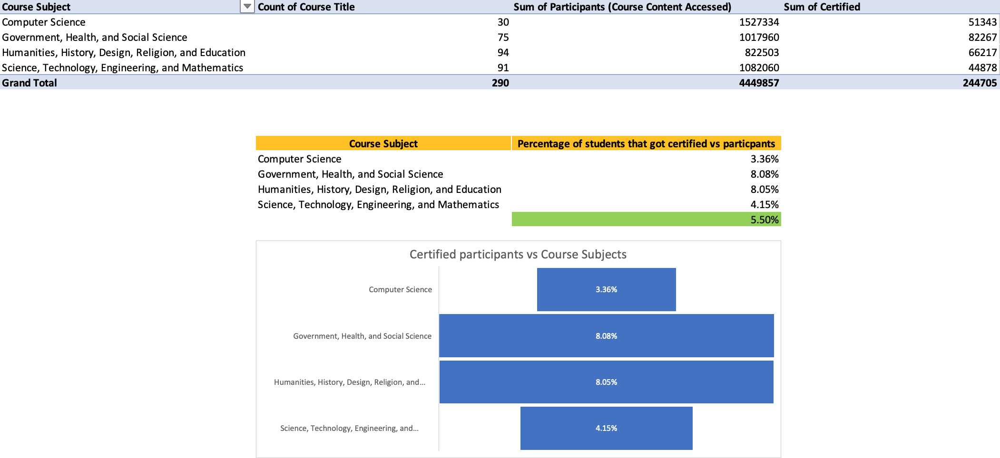 Course Subject Count of Course Title Sum of Participants (Course Content Accessed) Sum of Certified
Computer Science 30 1527334 51343
Government, Health, and Social Science 75 1017960 82267
Humanities, History, Design, Religion, and Education 94 822503 66217
Science, Technology, Engineering, and Mathematics 91 1082060 44878
Grand Total 290 4449857 244705
Course Subject Percentage of students that got certified vs particpants
Computer Science 3.36%
Government, Health, and Social Science 8.08%
Humanities, History, Design, Religion, and Education 8.05%
Science, Technology, Engineering, and Mathematics 4.15%
5.50%
Certified participants vs Course Subjects
Computer Science 3.36%
Government, Health, and Social Science 8.08%
Humanities, History, Design, Religion, and... 8.05%
Science, Technology, Engineering, and... 4.15%